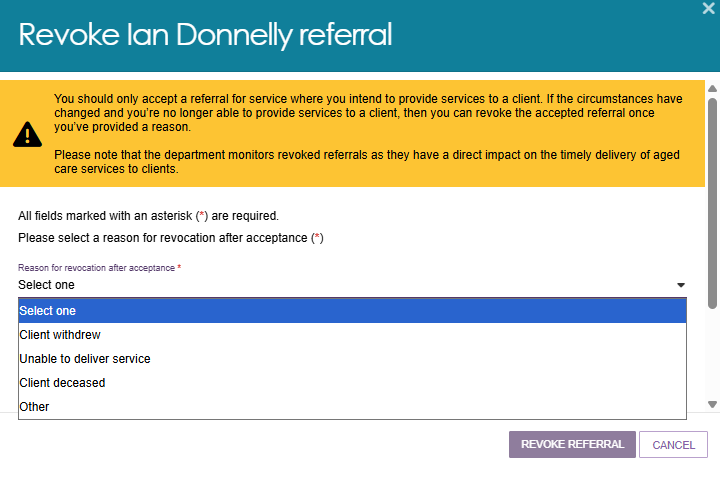 Revoke Ian Donnelly referral
You should only accept a referral for service where you intend to provide services to a client. If the circumstances have
changed and you're no longer able to provide services to a client, then you can revoke the accepted referral once
you've provided a reason.
Please note that the department monitors revoked referrals as they have a direct impact on the timely delivery of aged
care services to clients.
All fields marked with an asterisk (*) are required.
Please select a reason for revocation after acceptance (*)
Reason for revocation after acceptance *
Select one
Select one
Client withdrew
Unable to deliver service
Client deceased
Other
REVOKE REFERRAL
CANCEL